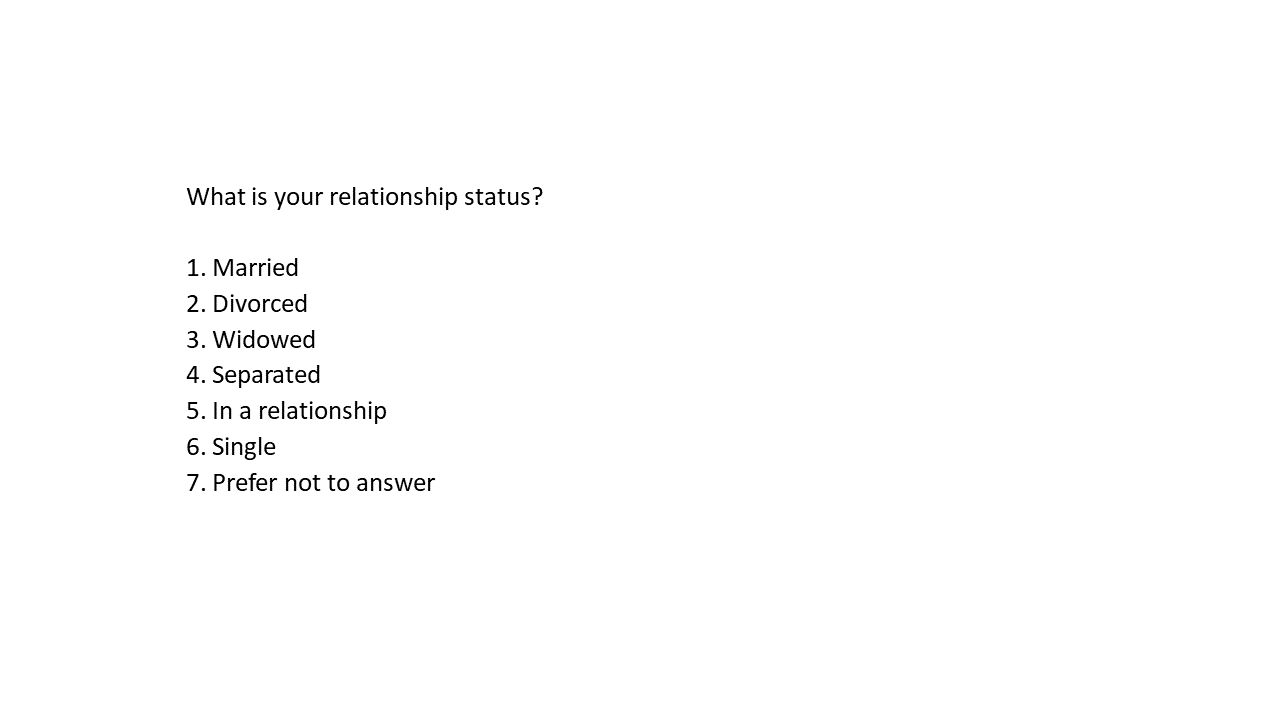 What is your relationship status?
1. Married
2. Divorced
3. Widowed
4. Separated
5. In a relationship
6. Single
7. Prefer not to answer